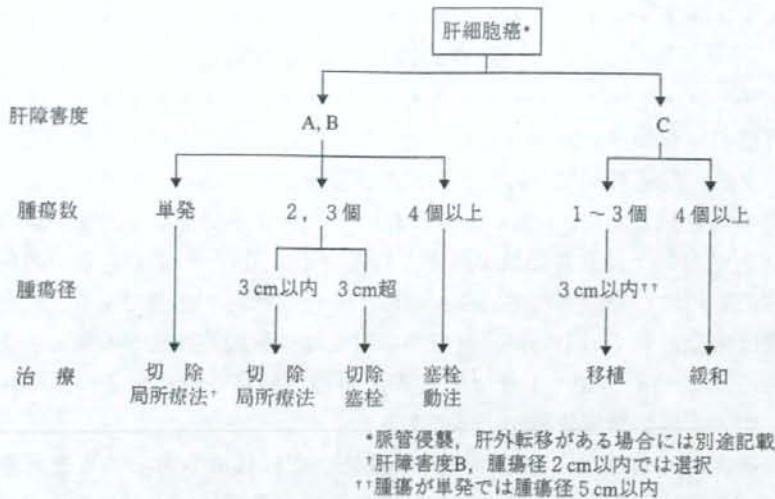 肝細胞癌*
肝障害度 A, B C
腫瘍数 単発 2，3個 4個以上 1～3個 4個以上
腫瘍径 3cm以内 3cm超 3cm以内††
治 療 切 除 切 除 切除 塞栓 移植 緩和
局所療法† 局所療法 塞栓 動注
*脈管侵襲，肝外転移がある場合には別途記載
†肝障害度B，腫瘍径2cm以内では選択
††腫瘍が単発では腫瘍径5cm以内